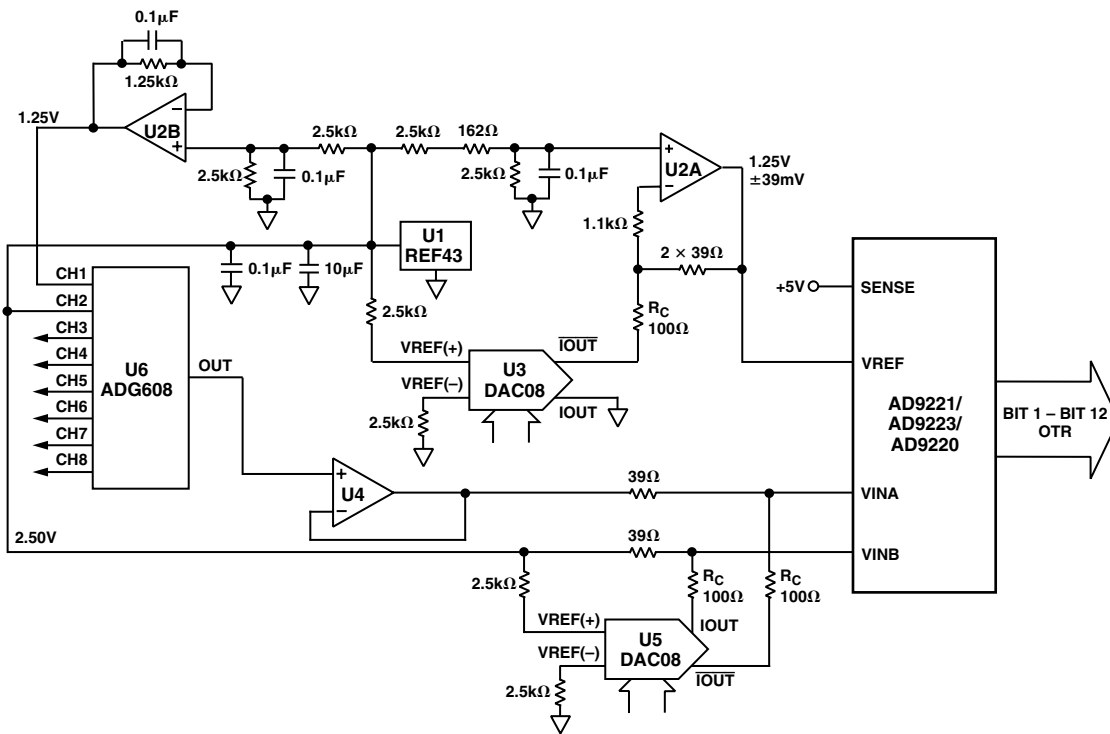 0.1µF
1.25kΩ
1.25V
–
+
U2B
2.5kΩ
2.5kΩ
0.1µF
2.5kΩ
162Ω
2.5kΩ
0.1µF
+
–
U2A
1.25V
±39mV
1.1kΩ
2 × 39Ω
U1
REF43
0.1µF
10µF
2.5kΩ
RC
100Ω
CH1
CH2
CH3
CH4
CH5
CH6
CH7
CH8
U6
ADG608
OUT
VREF(+)
VREF(–)
2.5kΩ
U3
DAC08
IOUT
IOUT
+5V
SENSE
VREF
AD9221/
AD9223/
AD9220
VINA
VINB
BIT 1 – BIT 12
OTR
+
–
U4
39Ω
2.50V
39Ω
2.5kΩ
RC
100Ω
RC
100Ω
VREF(+)
VREF(–)
2.5kΩ
U5
DAC08
IOUT
IOUT